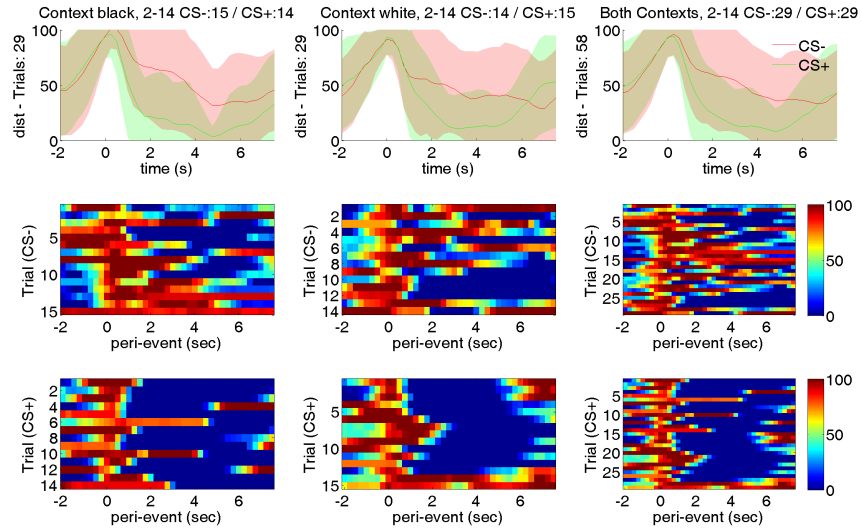 Context black, 2-14 CS-:15 / CS+:14
Context white, 2-14 CS-:14 / CS+:15
Both Contexts, 2-14 CS-:29 / CS+:29
dist - Trials: 29
100
50
0
-2 0 2 4 6
time (s)
dist - Trials: 29
100
50
0
-2 0 2 4 6
time (s)
dist - Trials: 58
100
50
0
-2 0 2 4 6
time (s)
CS-
CS+
Trial (CS-)
5
10
15
-2 0 2 4 6
peri-event (sec)
Trial (CS-)
2
4
6
8
10
12
14
-2 0 2 4 6
peri-event (sec)
Trial (CS-)
5
10
15
20
25
-2 0 2 4 6
peri-event (sec)
100
50
0
Trial (CS+)
2
4
6
8
10
12
14
-2 0 2 4 6
peri-event (sec)
Trial (CS+)
5
10
15
-2 0 2 4 6
peri-event (sec)
Trial (CS+)
5
10
15
20
25
-2 0 2 4 6
peri-event (sec)
100
50
0